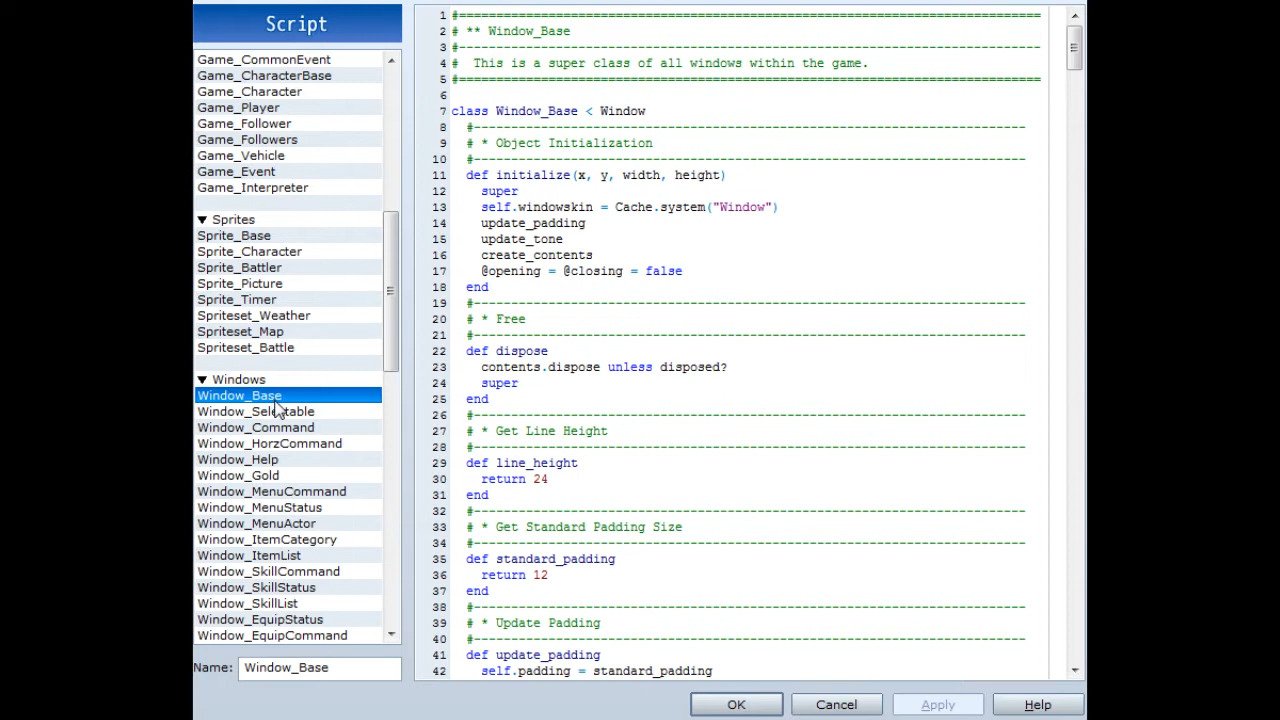 Script
Game_CommonEvent
Game_CharacterBase
Game_Character
Game_Player
Game_Follower
Game_Followers
Game_Vehicle
Game_Event
Game_Interpreter
▼ Sprites
Sprite_Base
Sprite_Character
Sprite_Battler
Sprite_Picture
Sprite_Timer
Spriteset_Weather
Spriteset_Map
Spriteset_Battle
▼ Windows
Window_Base
Window_Selectable
Window_Command
Window_HorzCommand
Window_Help
Window_Gold
Window_MenuCommand
Window_MenuStatus
Window_MenuActor
Window_ItemCategory
Window_ItemList
Window_SkillCommand
Window_SkillStatus
Window_SkillList
Window_EquipStatus
Window_EquipCommand
Name: Window_Base
1 #==============================================================================
2 # ** Window_Base
3 #------------------------------------------------------------------------------
4 #  This is a super class of all windows within the game.
5 #==============================================================================
6
7 class Window_Base < Window
8   #--------------------------------------------------------------------------
9   # * Object Initialization
10   #--------------------------------------------------------------------------
11   def initialize(x, y, width, height)
12     super
13     self.windowskin = Cache.system("Window")
14     update_padding
15     update_tone
16     create_contents
17     @opening = @closing = false
18   end
19   #--------------------------------------------------------------------------
20   # * Free
21   #--------------------------------------------------------------------------
22   def dispose
23     contents.dispose unless disposed?
24     super
25   end
26   #--------------------------------------------------------------------------
27   # * Get Line Height
28   #--------------------------------------------------------------------------
29   def line_height
30     return 24
31   end
32   #--------------------------------------------------------------------------
33   # * Get Standard Padding Size
34   #--------------------------------------------------------------------------
35   def standard_padding
36     return 12
37   end
38   #--------------------------------------------------------------------------
39   # * Update Padding
40   #--------------------------------------------------------------------------
41   def update_padding
42     self.padding = standard_padding
OK Cancel Apply Help